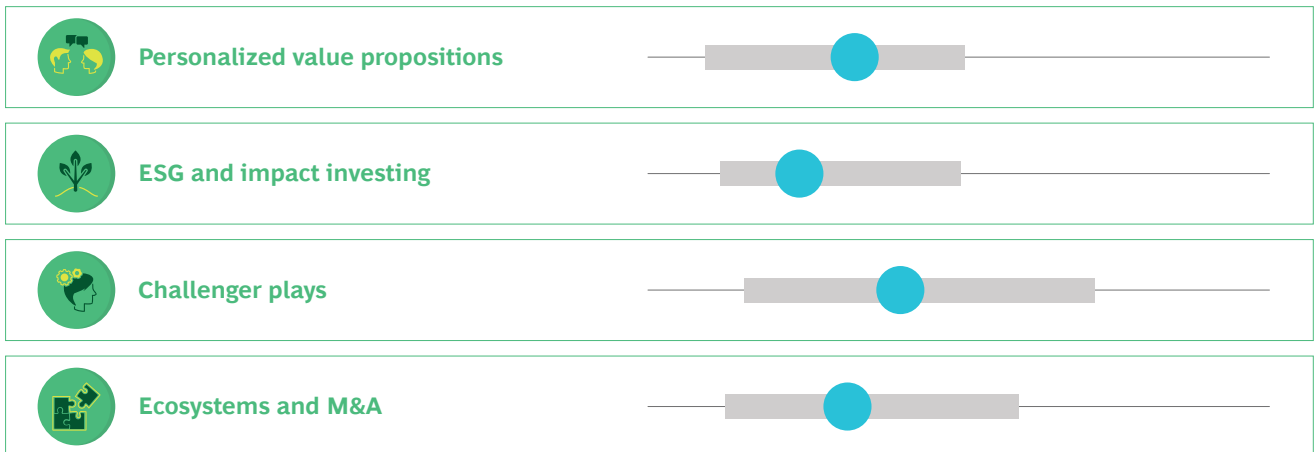 Personalized value propositions
ESG and impact investing
Challenger plays
Ecosystems and M&A